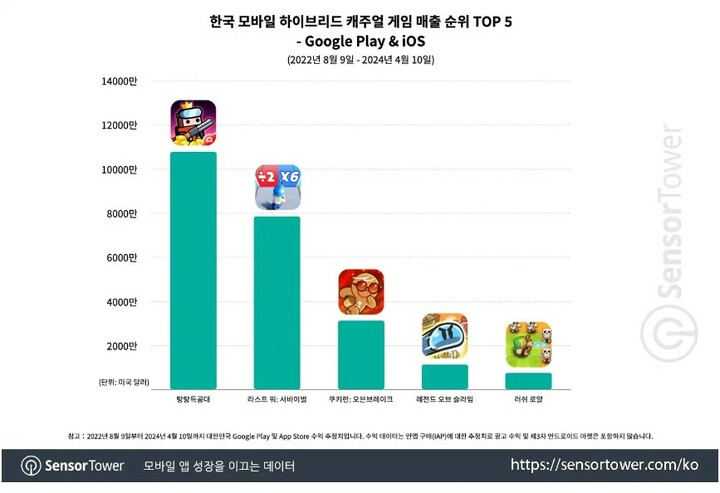 한국 모바일 하이브리드 캐주얼 게임 매출 순위 TOP 5
- Google Play & iOS
(2022년 8월 9일 - 2024년 4월 10일)
14000만
12000만
10000만
8000만
6000만
4000만
2000만
(단위: 미국 달러)
÷2 X6
탕탕특공대
라스트 워: 서바이벌
쿠키런: 오븐브레이크
레전드 오브 슬라임
러쉬 로얄
SensorTower
참고 : 2022년 8월 9일부터 2024년 4월 10일까지 대한민국 Google Play 및 App Store 수익 추정치입니다. 수익 데이터는 인앱 구매(IAP)에 대한 추정치로 광고 수익 및 제3자 안드로이드 마켓은 포함하지 않습니다.
SensorTower 모바일 앱 성장을 이끄는 데이터 https://sensortower.com/ko